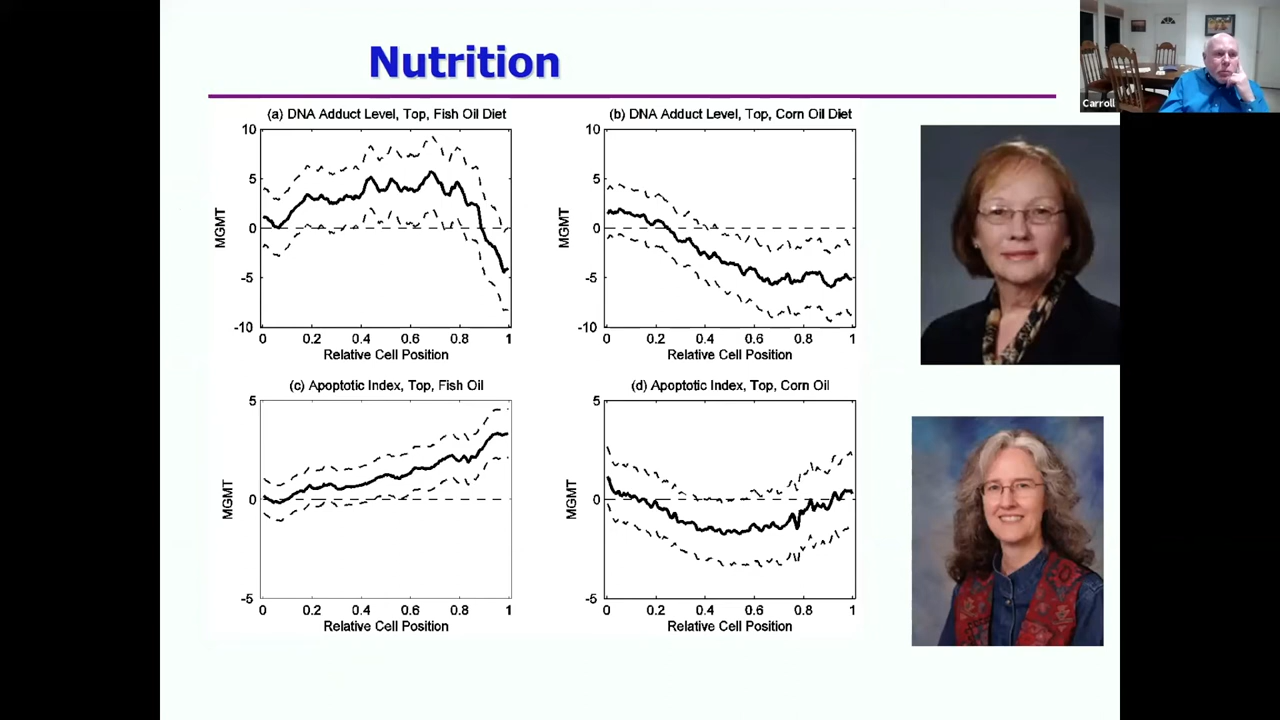 Nutrition
Carroll
(a) DNA Adduct Level, Top, Fish Oil Diet
10
5
0
-5
-10
MGMT
0 0.2 0.4 0.6 0.8 1
Relative Cell Position
(b) DNA Adduct Level, Top, Corn Oil Diet
10
5
0
-5
-10
MGMT
0 0.2 0.4 0.6 0.8 1
Relative Cell Position
(c) Apoptotic Index, Top, Fish Oil
5
0
-5
MGMT
0 0.2 0.4 0.6 0.8 1
Relative Cell Position
(d) Apoptotic Index, Top, Corn Oil
5
0
-5
MGMT
0 0.2 0.4 0.6 0.8 1
Relative Cell Position